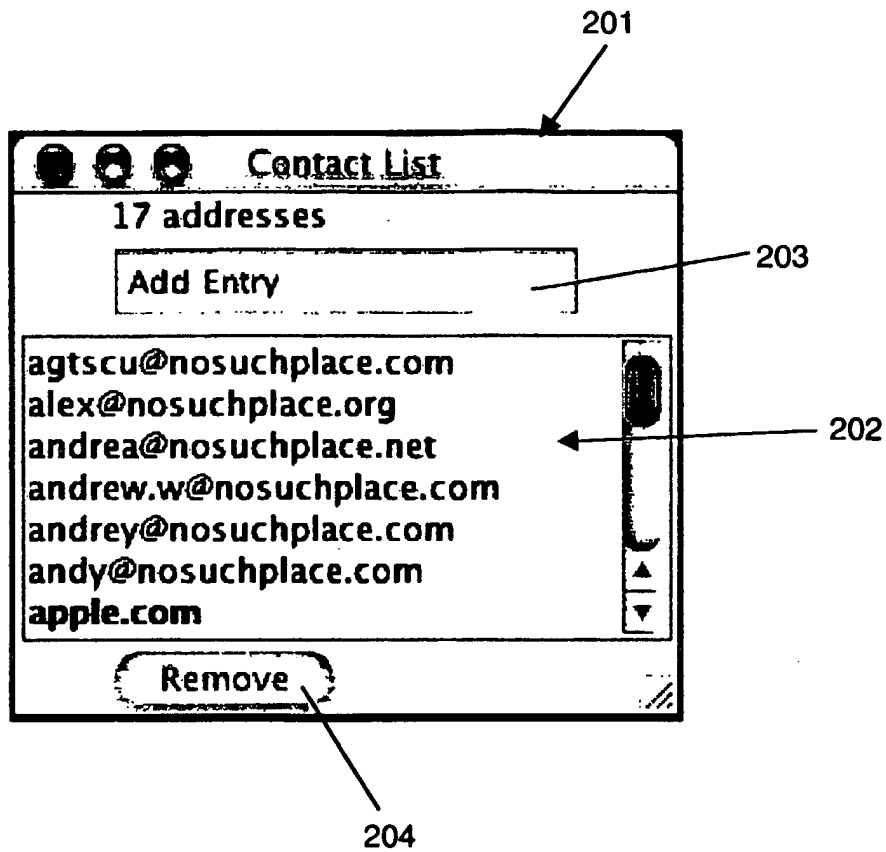 201
Contact List
17 addresses
Add Entry
203
agtscu@nosuchplace.com
alex@nosuchplace.org
andrea@nosuchplace.net
202
andrew.w@nosuchplace.com
andrey@nosuchplace.com
andy@nosuchplace.com
apple.com
Remove
204